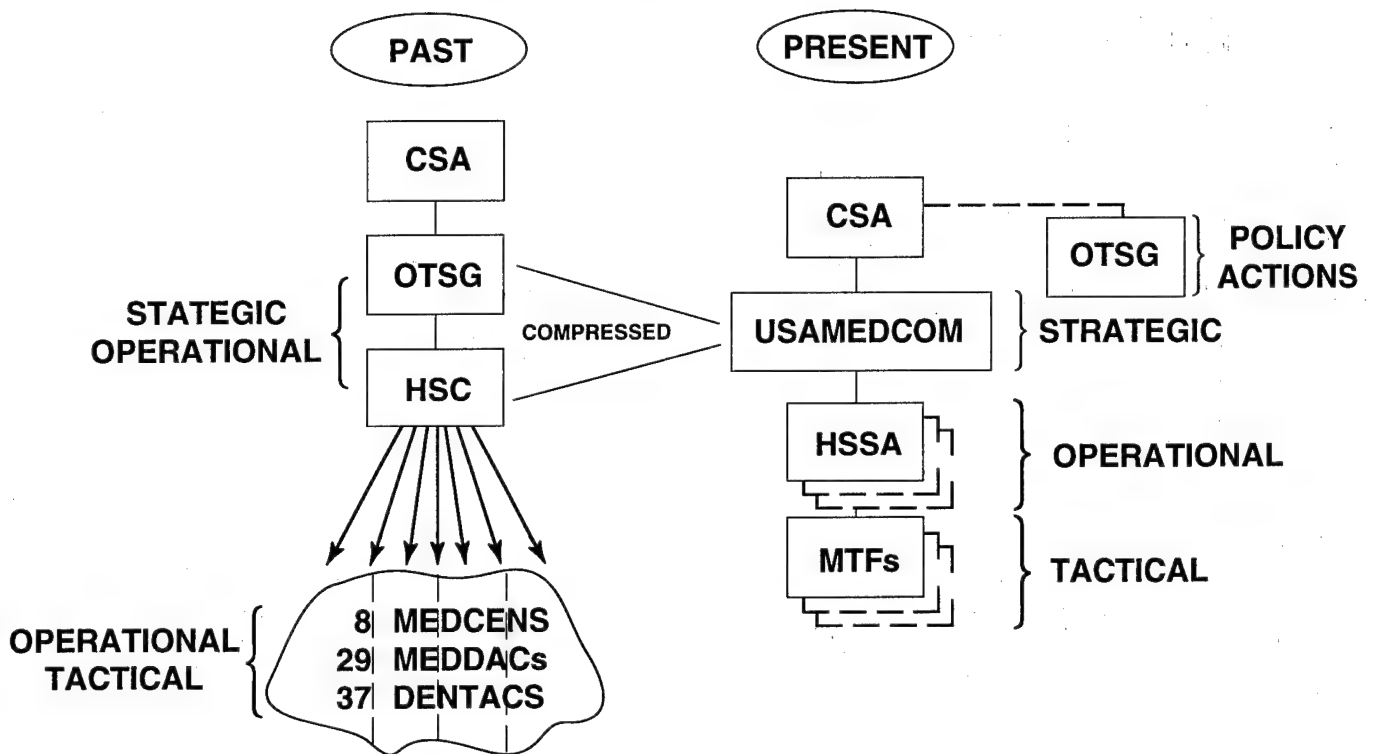 PAST
CSA
OTSG
STATEGIC
OPERATIONAL
HSC
COMPRESSED
OPERATIONAL
TACTICAL
8 MEDCENS
29 MEDDACs
37 DENTACS
PRESENT
CSA
OTSG
POLICY
ACTIONS
USAMEDCOM
STRATEGIC
HSSA
OPERATIONAL
MTFs
TACTICAL